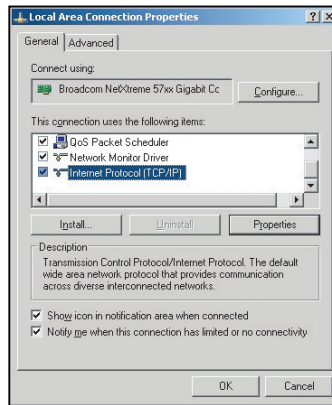 Local Area Connection Properties
General Advanced
Connect using:
Broadcom NetXtreme 57xx Gigabit Cc
Configure...
This connection uses the following items:
QoS Packet Scheduler
Network Monitor Driver
Internet Protocol (TCP/IP)
Install... Uninstall Properties
Description
Transmission Control Protocol/Internet Protocol. The default
wide area network protocol that provides communication
across diverse interconnected networks.
Show icon in notification area when connected
Notify me when this connection has limited or no connectivity
OK Cancel